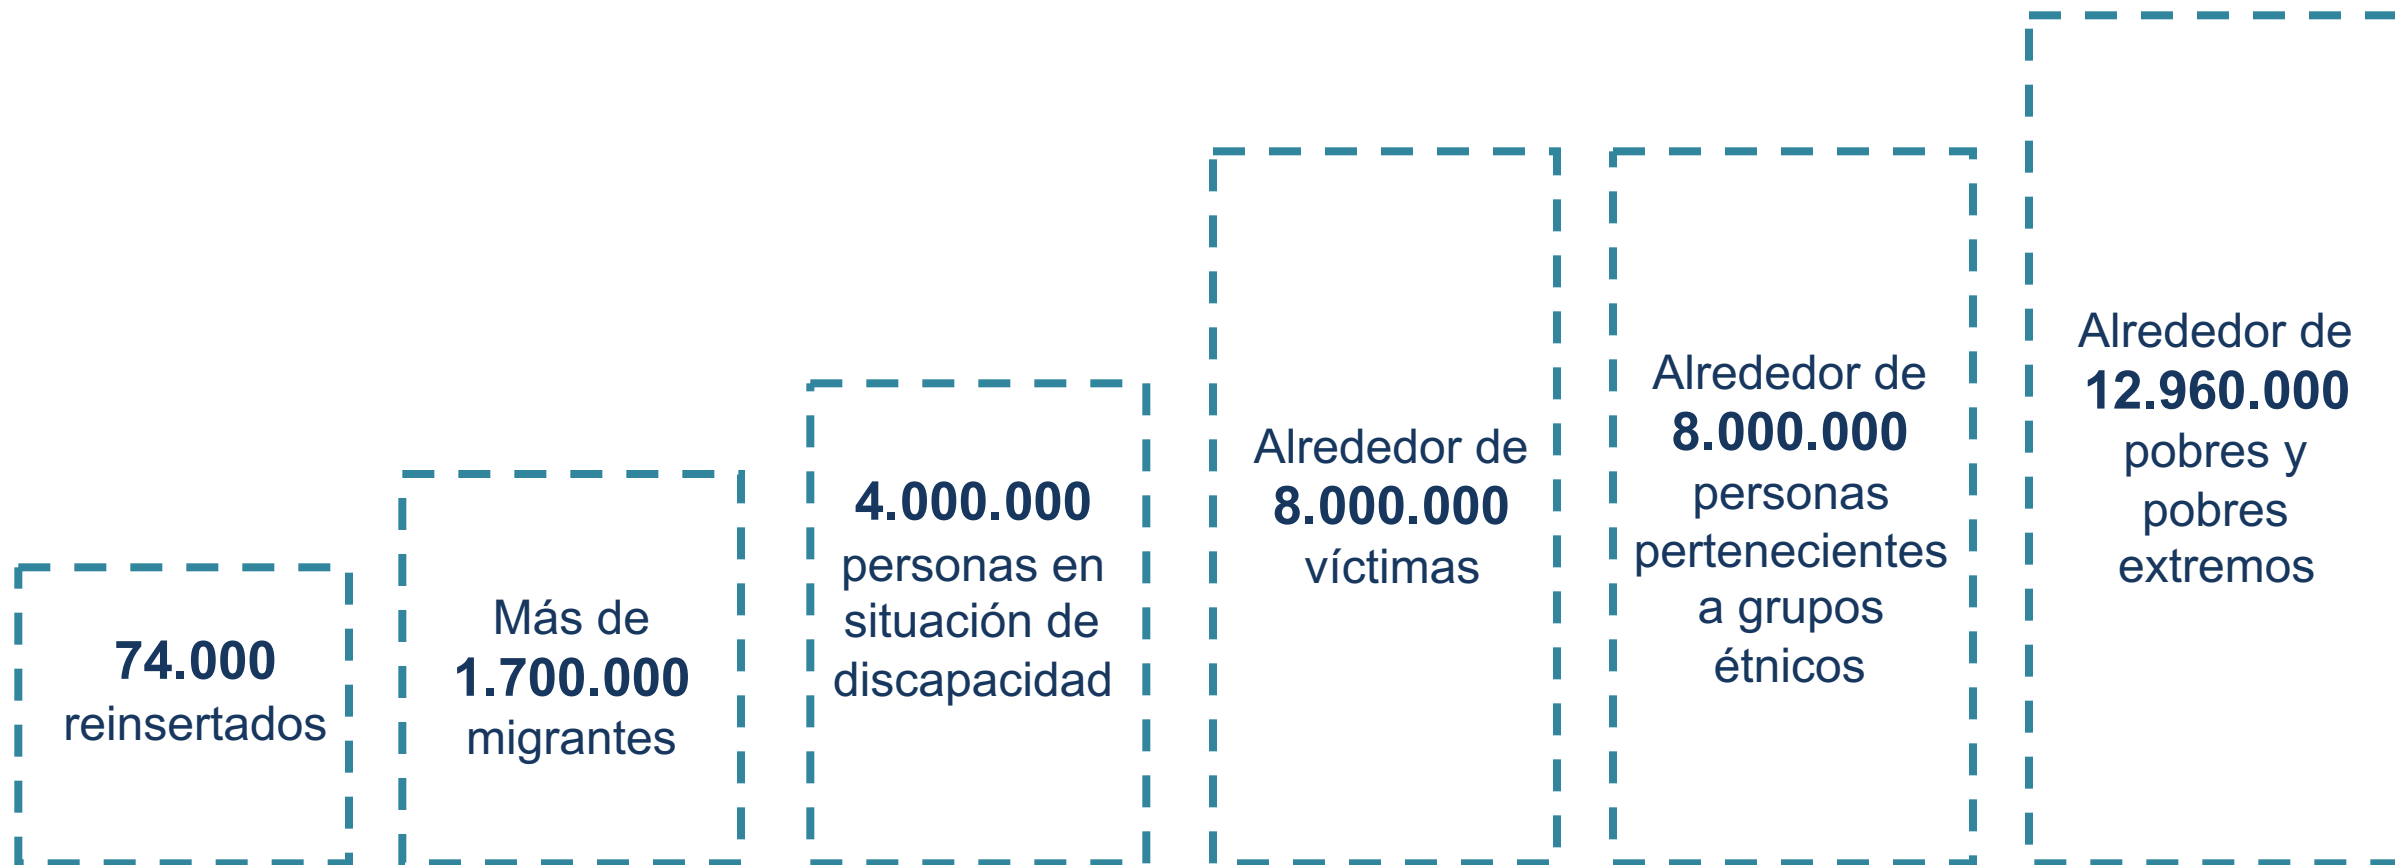 74.000
reinsertados
Más de
1.700.000
migrantes
4.000.000
personas en
situación de
discapacidad
Alrededor de
8.000.000
víctimas
Alrededor de
8.000.000
personas
pertenecientes
a grupos
étnicos
Alrededor de
12.960.000
pobres y
pobres
extremos